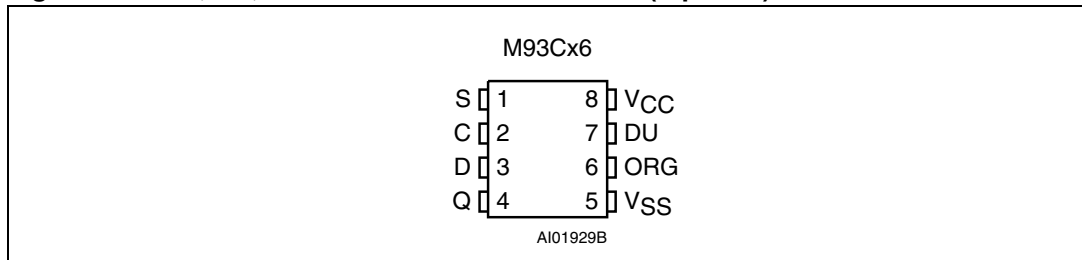 M93Cx6
S 1 8 VCC
C 2 7 DU
D 3 6 ORG
Q 4 5 VSS
AI01929B